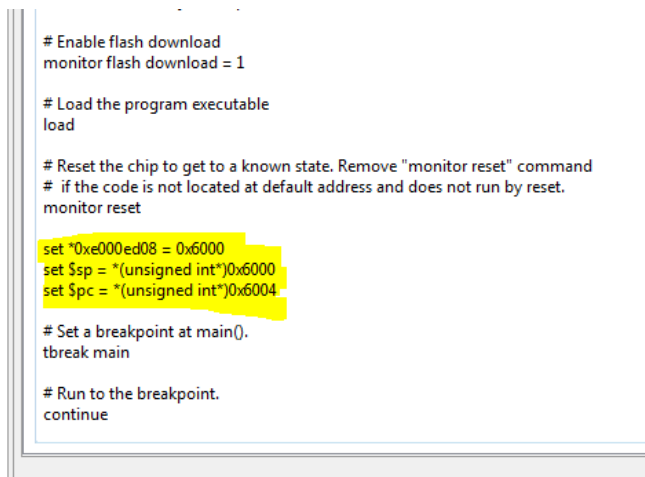 # Enable flash download
monitor flash download = 1
# Load the program executable
load
# Reset the chip to get to a known state. Remove "monitor reset" command
#  if the code is not located at default address and does not run by reset.
monitor reset
set *0xe000ed08 = 0x6000
set $sp = *(unsigned int*)0x6000
set $pc = *(unsigned int*)0x6004
# Set a breakpoint at main().
tbreak main
# Run to the breakpoint.
continue